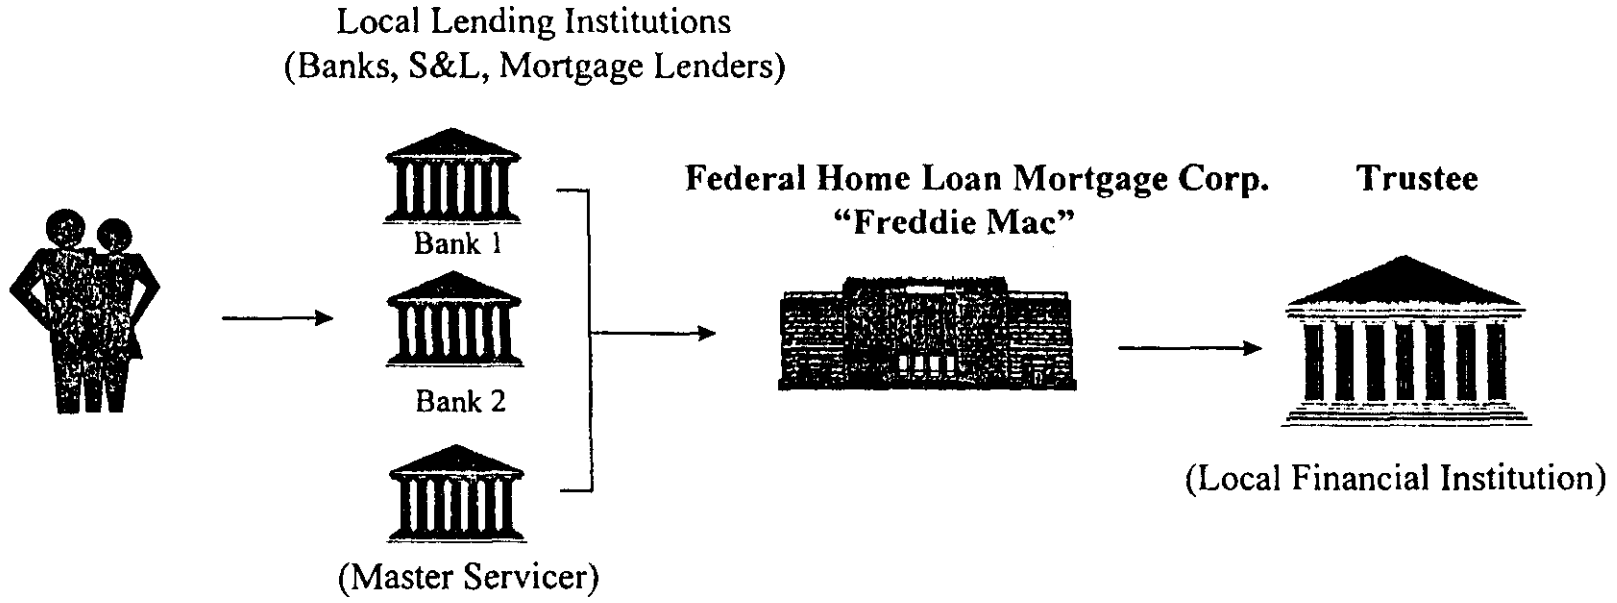 Local Lending Institutions
(Banks, S&L, Mortgage Lenders)
Federal Home Loan Mortgage Corp.
“Freddie Mac”
Trustee
Bank 1
Bank 2
(Local Financial Institution)
(Master Servicer)